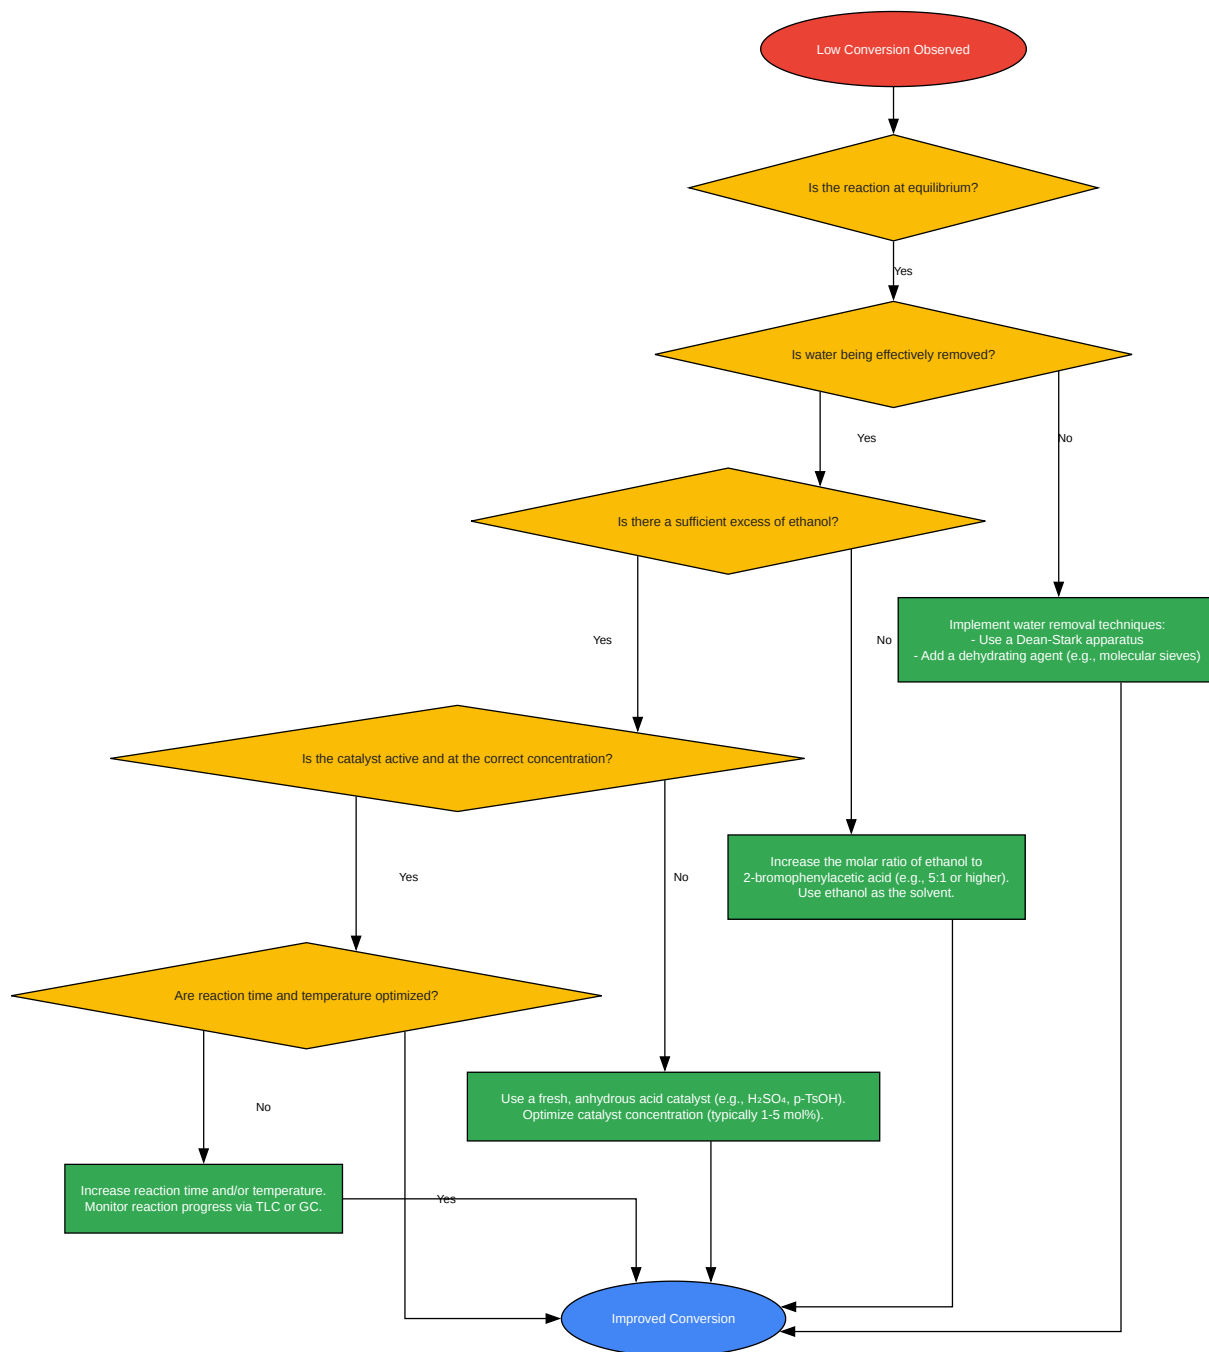 Low Conversion Observed
Is the reaction at equilibrium?
Yes
Is water being effectively removed?
Yes
No
Is there a sufficient excess of ethanol?
Yes
No
Implement water removal techniques:
- Use a Dean-Stark apparatus
- Add a dehydrating agent (e.g., molecular sieves)
Is the catalyst active and at the correct concentration?
Yes
No
Increase the molar ratio of ethanol to
2-bromophenylacetic acid (e.g., 5:1 or higher).
Use ethanol as the solvent.
Are reaction time and temperature optimized?
No
Use a fresh, anhydrous acid catalyst (e.g., H₂SO₄, p-TsOH).
Optimize catalyst concentration (typically 1-5 mol%).
Increase reaction time and/or temperature.
Monitor reaction progress via TLC or GC.
Yes
Improved Conversion